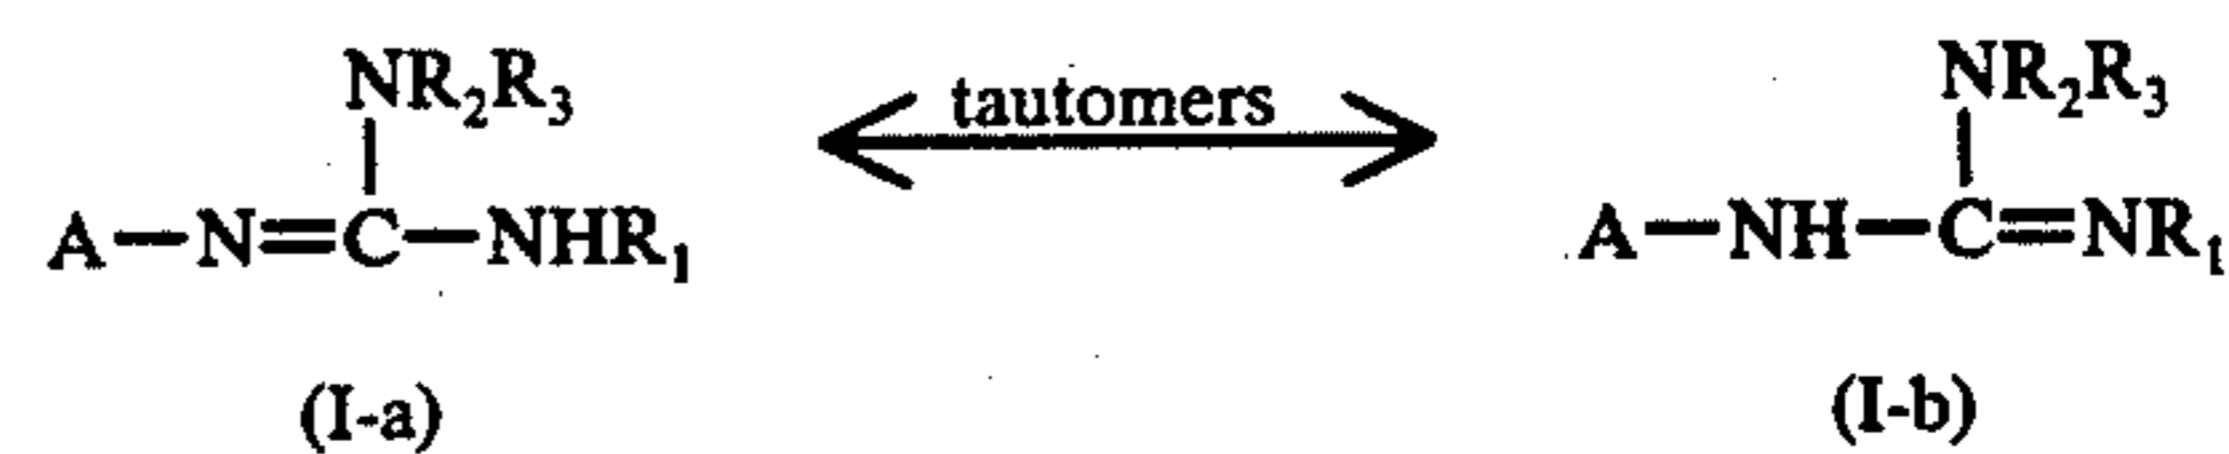 NR₂R₃ tautomers NR₂R₃
A—N=C—NHR₁ A—NH—C=NR₁
(I-a) (I-b)